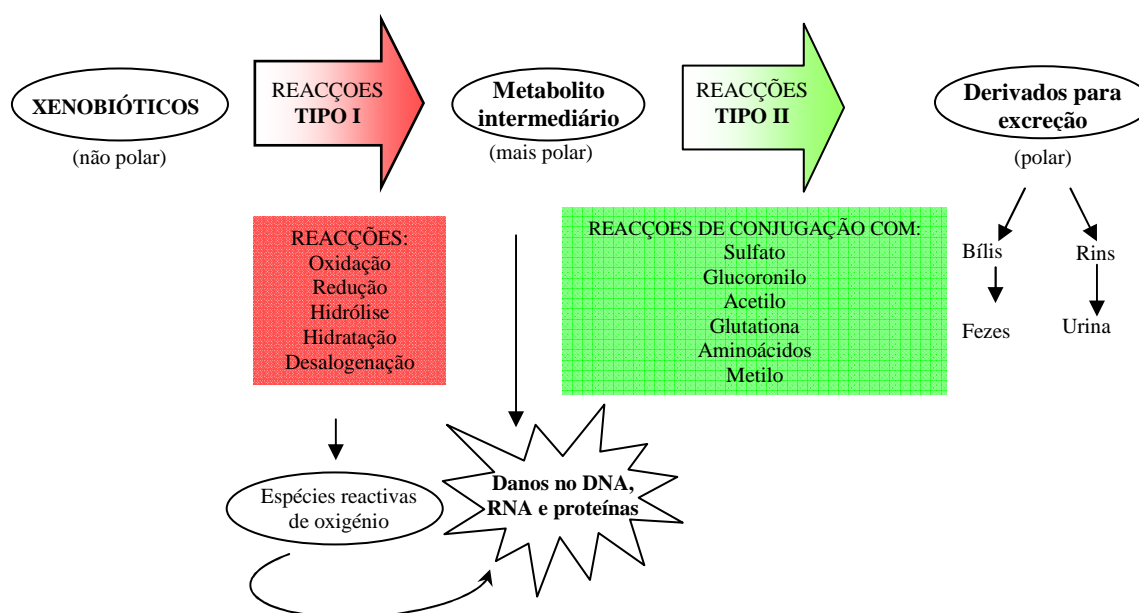 XENOBIÓTICOS
(não polar)
REACÇOES
TIPO I
Metabolito
intermediário
(mais polar)
REACÇÕES
TIPO II
Derivados para
excreção
(polar)
REACÇÕES:
Oxidação
Redução
Hidrólise
Hidratação
Desalogenação
REACÇOES DE CONJUGAÇÃO COM:
Sulfato
Glucoronilo
Acetilo
Glutationa
Aminoácidos
Metilo
Bílis
Rins
Fezes
Urina
Espécies reactivas
de oxigénio
Danos no DNA,
RNA e proteínas